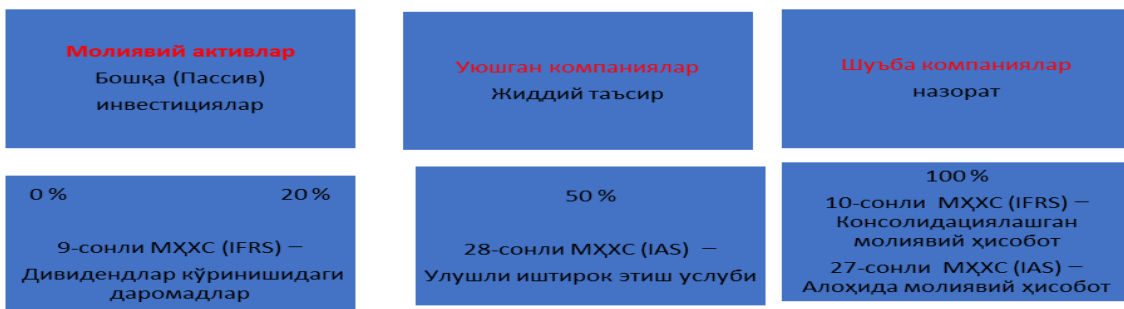 Молиявий активлар
Бошқа (Пассив)
инвестициялар
Уюшган компаниялар
Жиддий таъсир
Шуъба компаниялар
назорат
0 % 20 %
9-сонли МҲХС (IFRS) –
Дивидендлар кўринишидаги
даромадлар
50 %
28-сонли МҲХС (IAS) –
Улушли иштирок этиш услуби
100 %
10-сонли МҲХС (IFRS) –
Консолидациялашган
молиявий ҳисобот
27-сонли МҲХС (IAS) –
Алоҳида молиявий ҳисобот